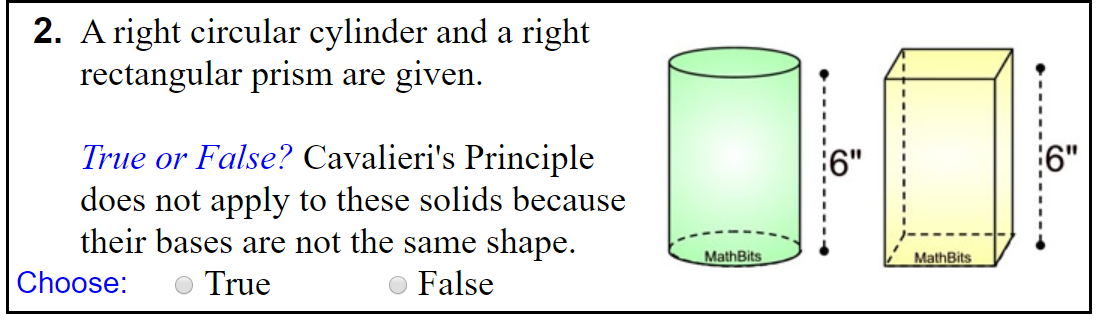 2. A right circular cylinder and a right
rectangular prism are given.
True or False? Cavalieri's Principle
does not apply to these solids because
their bases are not the same shape.
Choose: True False
6"
MathBits
6"
MathBits